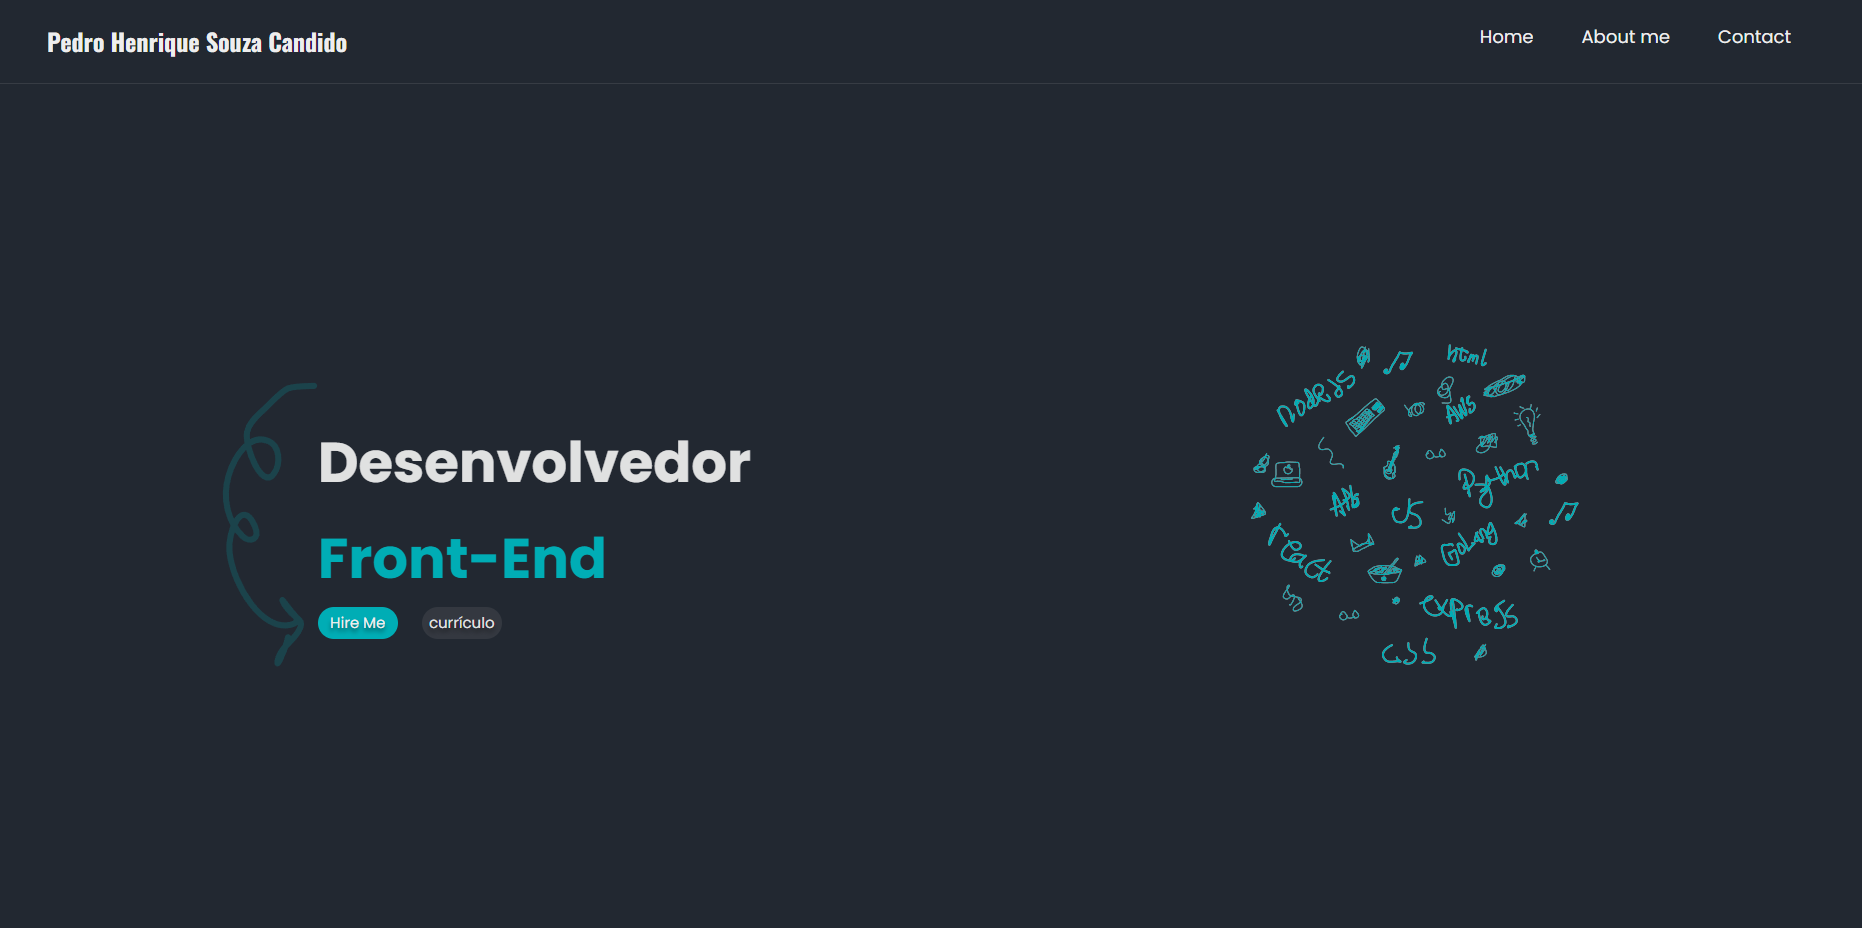 Pedro Henrique Souza Candido
Home
About me
Contact
Desenvolvedor
Front-End
Hire Me
currículo
html
NodeJS
AWS
Python
APIs
JS
GoLang
react
express
css